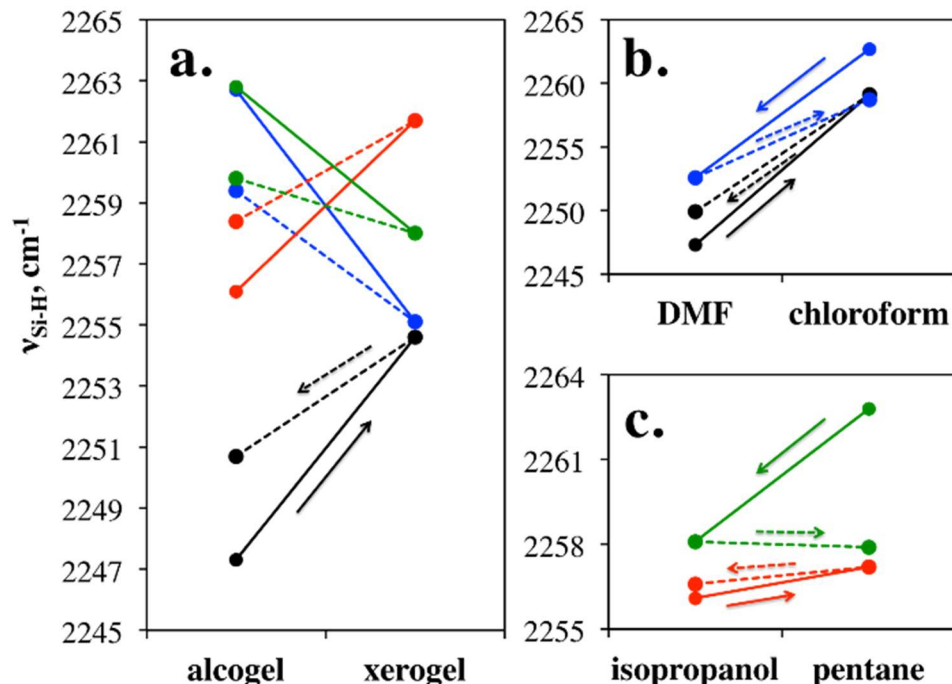 a.
2265
2263
2261
2259
2257
2255
2253
2251
2249
2247
2245
νSi-H, cm-1
alcogel xerogel
b.
2265
2260
2255
2250
2245
DMF chloroform
c.
2264
2261
2258
2255
isopropanol pentane